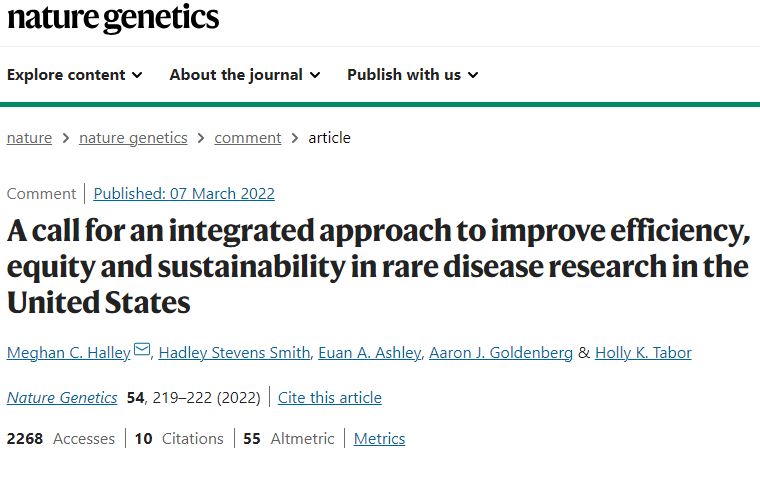 nature genetics
Explore content About the journal Publish with us
nature > nature genetics > comment > article
Comment | Published: 07 March 2022
A call for an integrated approach to improve efficiency,
equity and sustainability in rare disease research in the
United States
Meghan C. Halley, Hadley Stevens Smith, Euan A. Ashley, Aaron J. Goldenberg & Holly K. Tabor
Nature Genetics 54, 219–222 (2022) | Cite this article
2268 Accesses | 10 Citations | 55 Altmetric | Metrics